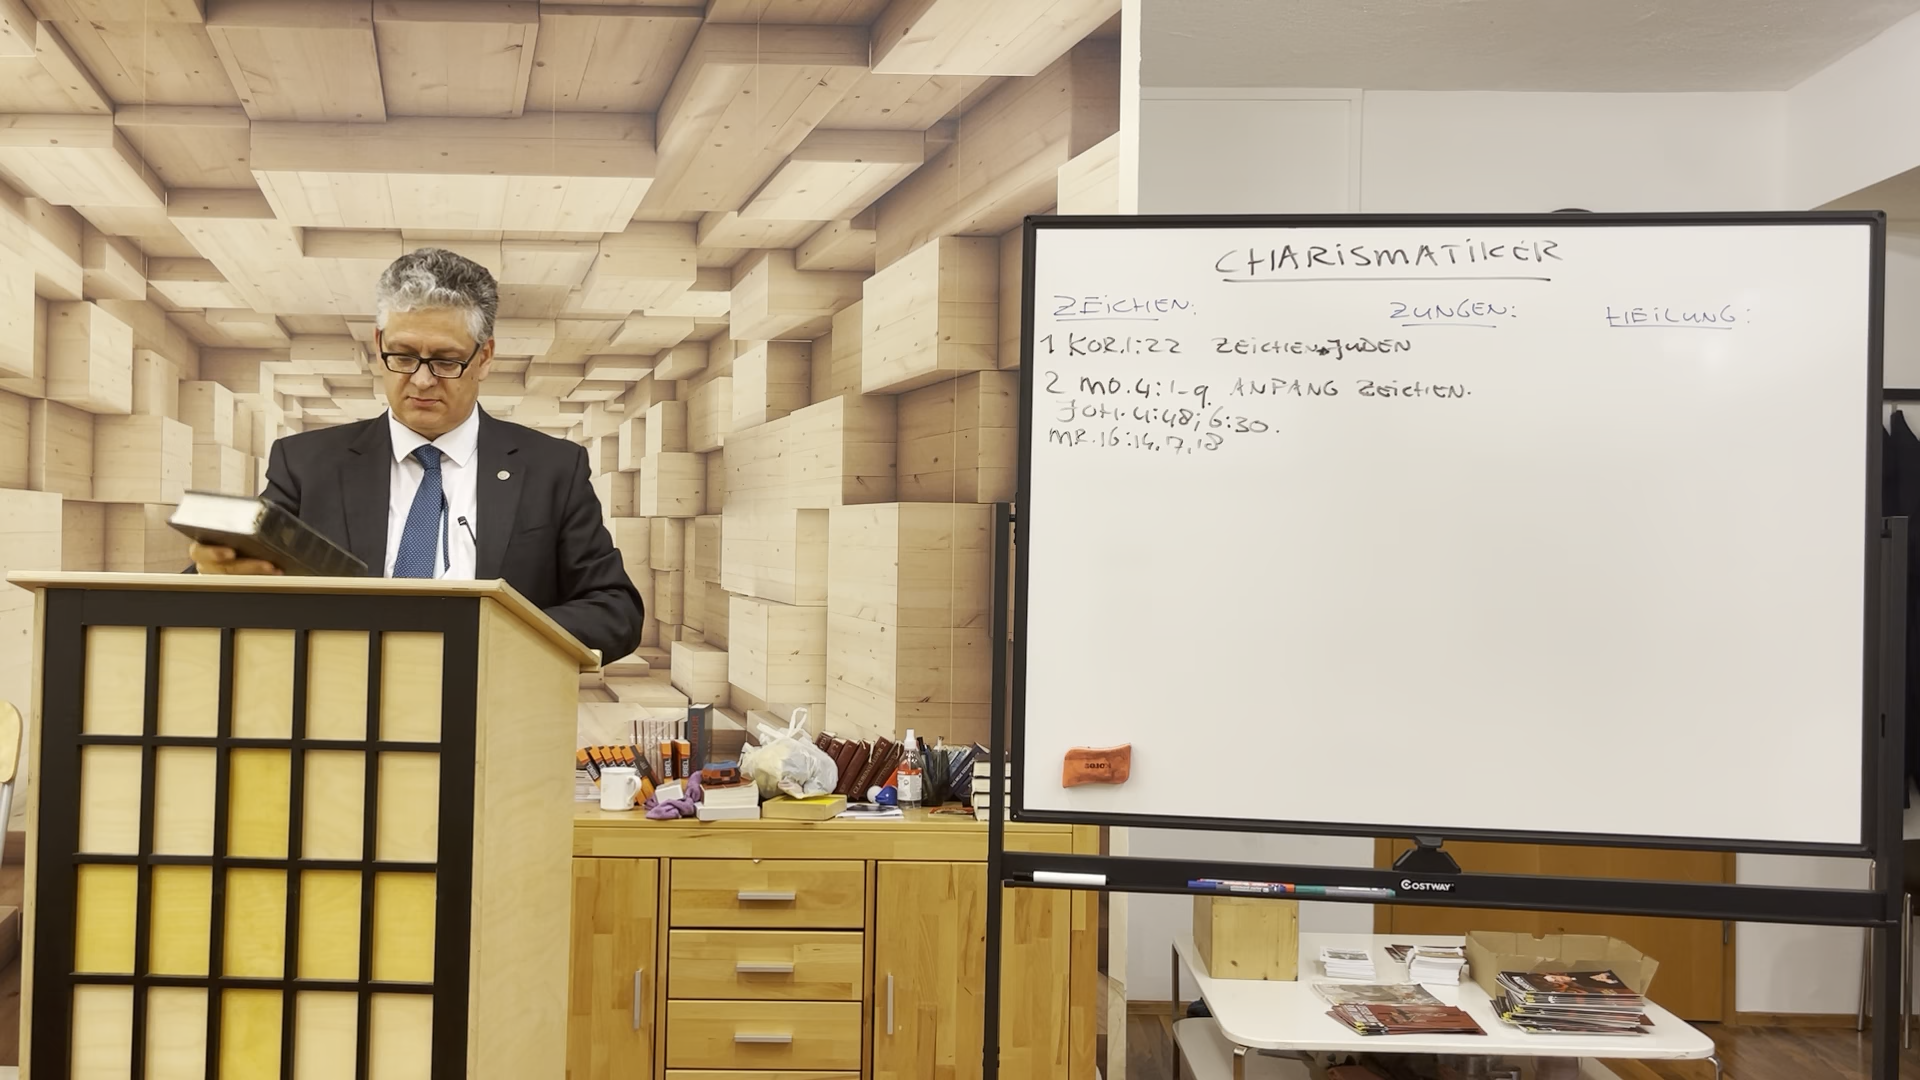 CHARISMATIKER
ZEICHEN:
ZUNGEN:
HEILUNG:
1 KOR.1:22 ZEICHEN JUDEN
2 MO.4:1-9. ANFANG ZEICHEN.
JOH. 4:48; 6:30.
MR.16:14,17,18
COSTWAY